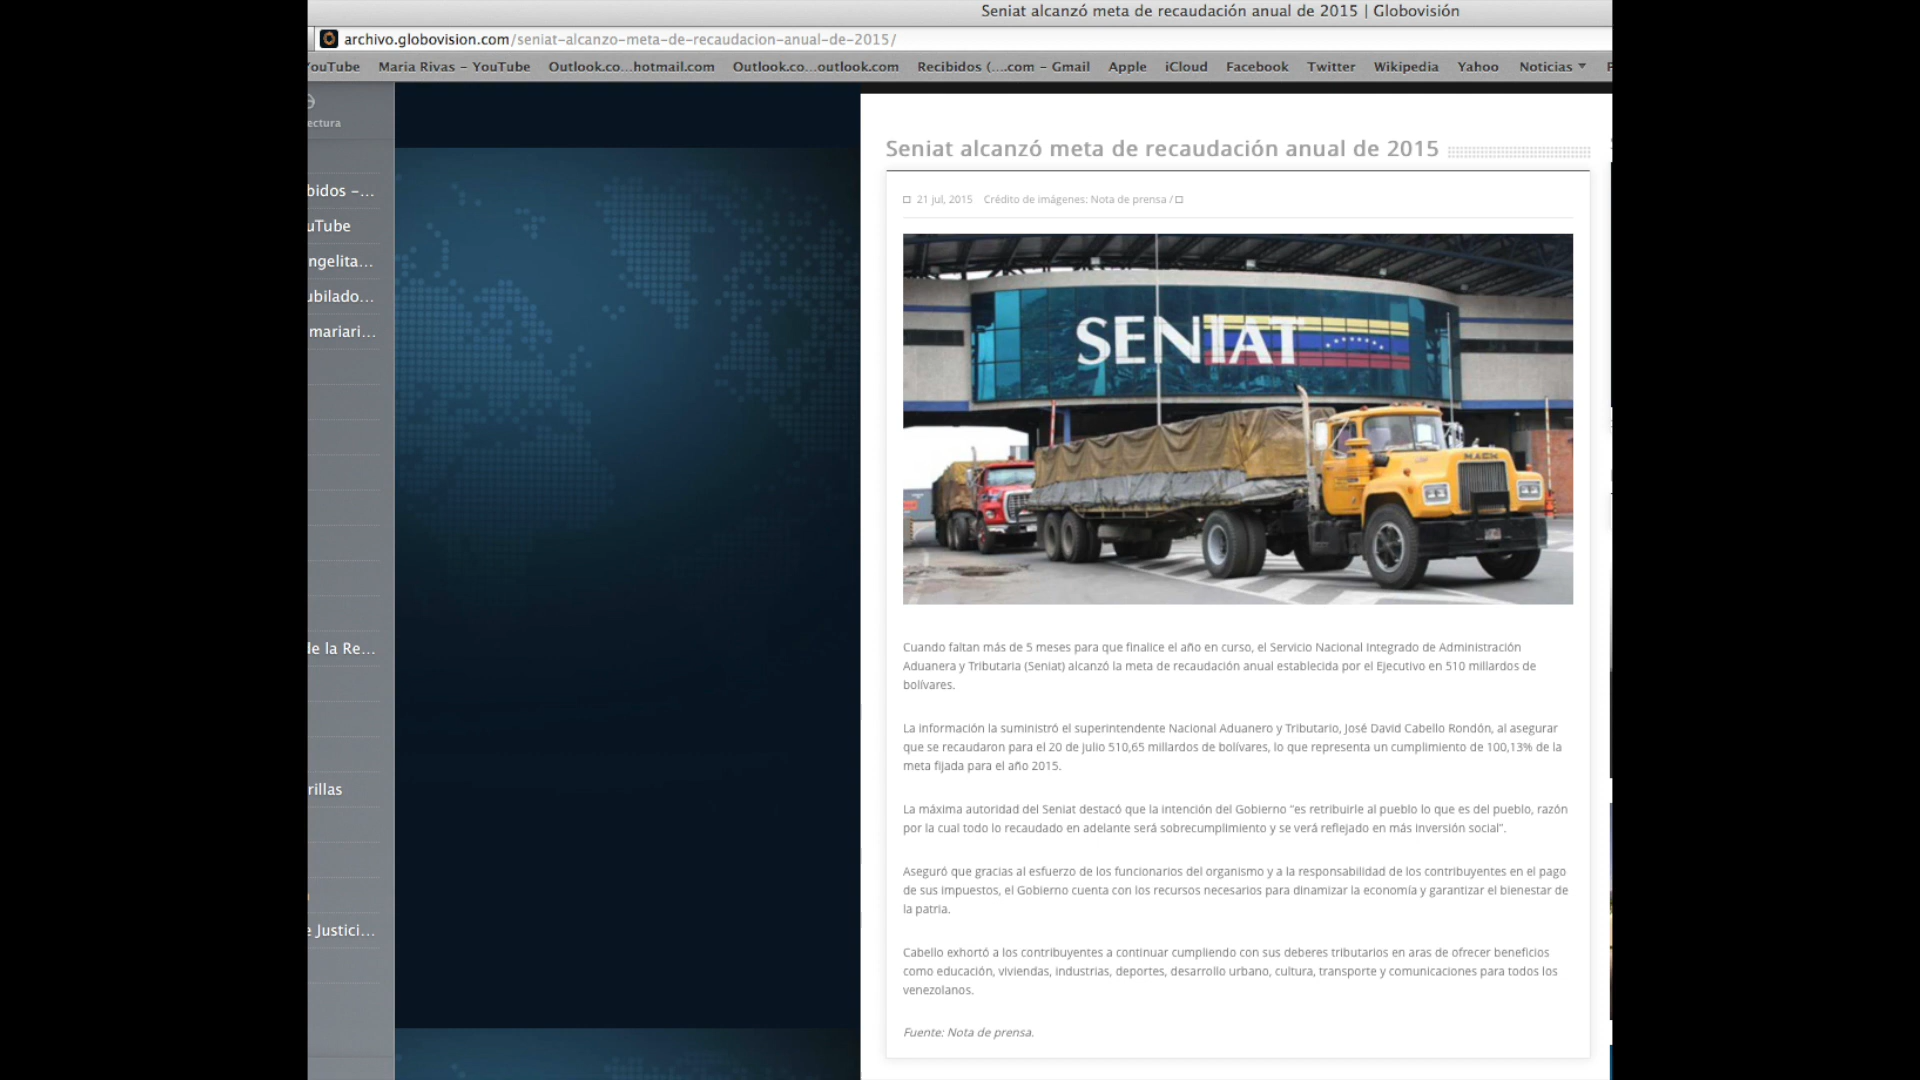 Seniat alcanzó meta de recaudación anual de 2015 | Globovisión
archivo.globovision.com/seniat-alcanzo-meta-de-recaudacion-anual-de-2015/
ouTube Maria Rivas – YouTube Outlook.co...hotmail.com Outlook.co...outlook.com Recibidos (....com – Gmail Apple iCloud Facebook Twitter Wikipedia Yahoo Noticias
ectura
bidos –...
uTube
ngelita...
ubilado...
mariari...
de la Re...
rillas
e Justici...
Seniat alcanzó meta de recaudación anual de 2015
21 jul, 2015 Crédito de imágenes: Nota de prensa /
SENIAT
MACK
Cuando faltan más de 5 meses para que finalice el año en curso, el Servicio Nacional Integrado de Administración
Aduanera y Tributaria (Seniat) alcanzó la meta de recaudación anual establecida por el Ejecutivo en 510 millardos de
bolívares.
La información la suministró el superintendente Nacional Aduanero y Tributario, José David Cabello Rondón, al asegurar
que se recaudaron para el 20 de julio 510,65 millardos de bolívares, lo que representa un cumplimiento de 100,13% de la
meta fijada para el año 2015.
La máxima autoridad del Seniat destacó que la intención del Gobierno "es retribuirle al pueblo lo que es del pueblo, razón
por la cual todo lo recaudado en adelante será sobrecumplimiento y se verá reflejado en más inversión social".
Aseguró que gracias al esfuerzo de los funcionarios del organismo y a la responsabilidad de los contribuyentes en el pago
de sus impuestos, el Gobierno cuenta con los recursos necesarios para dinamizar la economía y garantizar el bienestar de
la patria.
Cabello exhortó a los contribuyentes a continuar cumpliendo con sus deberes tributarios en aras de ofrecer beneficios
como educación, viviendas, industrias, deportes, desarrollo urbano, cultura, transporte y comunicaciones para todos los
venezolanos.
Fuente: Nota de prensa.